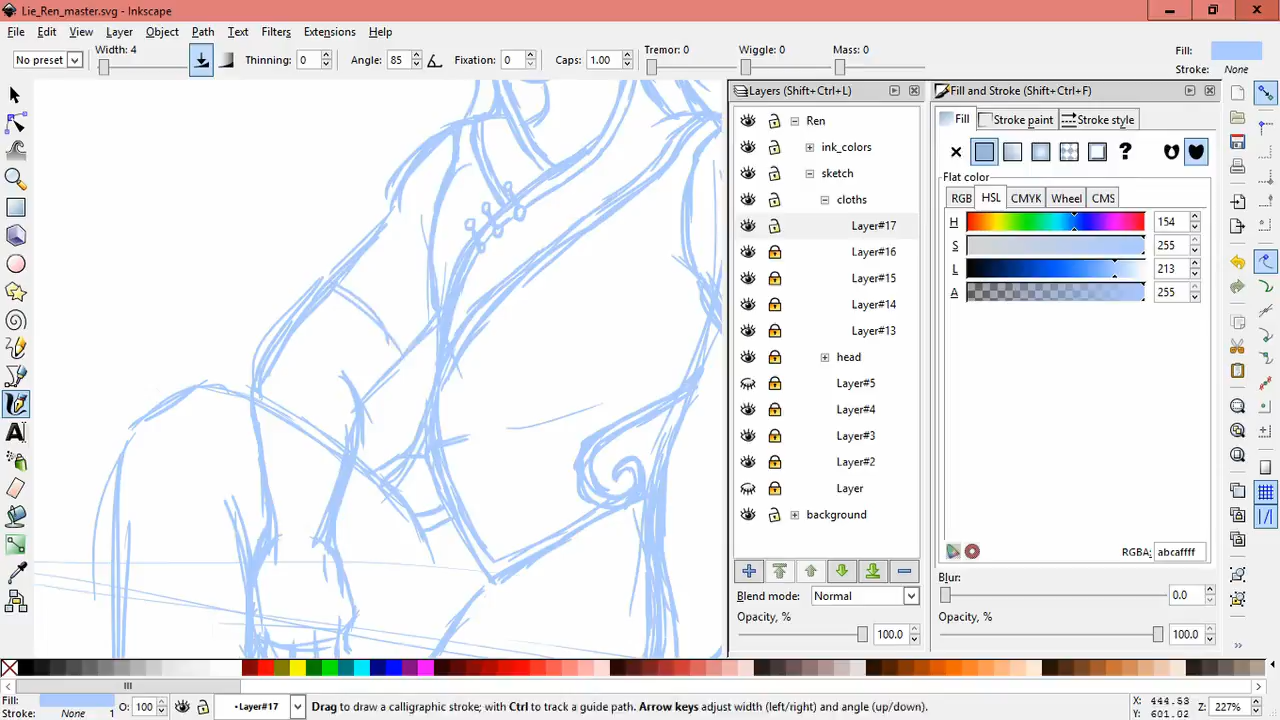 Lie_Ren_master.svg - Inkscape
File Edit View Layer Object Path Filters Extensions Help
No preset Width: 4 Thinning: 0 Angle: 85 Fixation: 0 Caps: 1.00 Tremor: 0 Wiggle: 0 Mass: 0 Fill:
Stroke: None
Layers (Shift+Ctrl+L)
Ren
ink_colors
sketch
cloths
Layer#17
Layer#16
Layer#15
Layer#14
Layer#13
head
Layer#5
Layer#4
Layer#3
Layer#2
Layer
background
Blend mode: Normal
Opacity, %
100.0
Fill and Stroke (Shift+Ctrl+F)
Fill Stroke paint Stroke style
Flat color
RGB HSL CMYK Wheel CMS
H 154
S 255
L 213
A 255
RGBA: abcaffff
Blur:
0.0
Opacity, %
100.0
Fill:
Stroke: None 1 O: 100 •Layer#17 Drag to draw a calligraphic stroke; with Ctrl to track a guide path. Arrow keys adjust width (left/right) and angle (up/down).
X: 444.53
Y: 601.02
Z: 227%